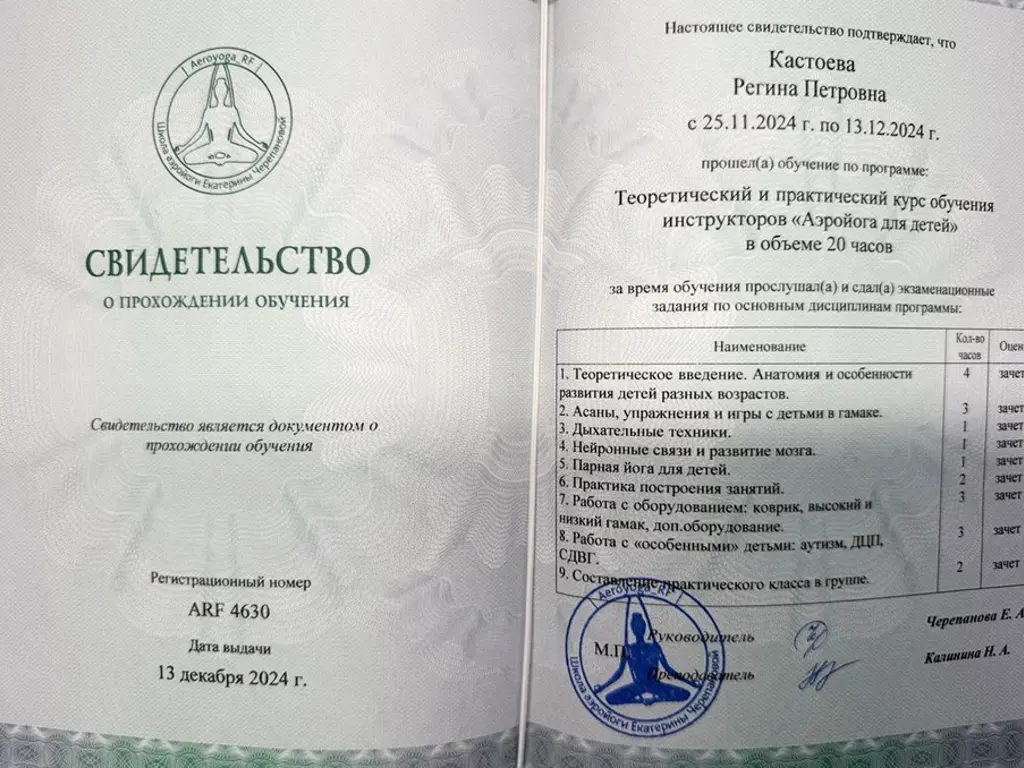 Aeroyoga_RF
Школа аэройоги Екатерины Черепановой
СВИДЕТЕЛЬСТВО
О ПРОХОЖДЕНИИ ОБУЧЕНИЯ
Свидетельство является документом о
прохождении обучения
Регистрационный номер
ARF 4630
Дата выдачи
13 декабря 2024 г.
Настоящее свидетельство подтверждает, что
Кастоева
Регина Петровна
с 25.11.2024 г. по 13.12.2024 г.
прошел(а) обучение по программе:
Теоретический и практический курс обучения
инструкторов «Аэройога для детей»
в объеме 20 часов
за время обучения прослушал(а) и сдал(а) экзаменационные
задания по основным дисциплинам программы:
Наименование Кол-во часов Оцен
1. Теоретическое введение. Анатомия и особенности 4 зачет
развития детей разных возрастов.
2. Асаны, упражнения и игры с детьми в гамаке. 3 зачет
3. Дыхательные техники. 1 зачет
4. Нейронные связи и развитие мозга. 1 зачет
5. Парная йога для детей. 1 зачет
6. Практика построения занятий. 2 зачет
7. Работа с оборудованием: коврик, высокий и 3 зачет
низкий гамак, доп.оборудование.
8. Работа с «особенными» детьми: аутизм, ДЦП, 3 зачет
СДВГ.
9. Составление практического класса в группе. 2 зачет
Aeroyoga_RF
Школа аэройоги Екатерины Черепановой
М.П.
Руководитель Черепанова Е. А
Преподаватель Калинина Н. А.